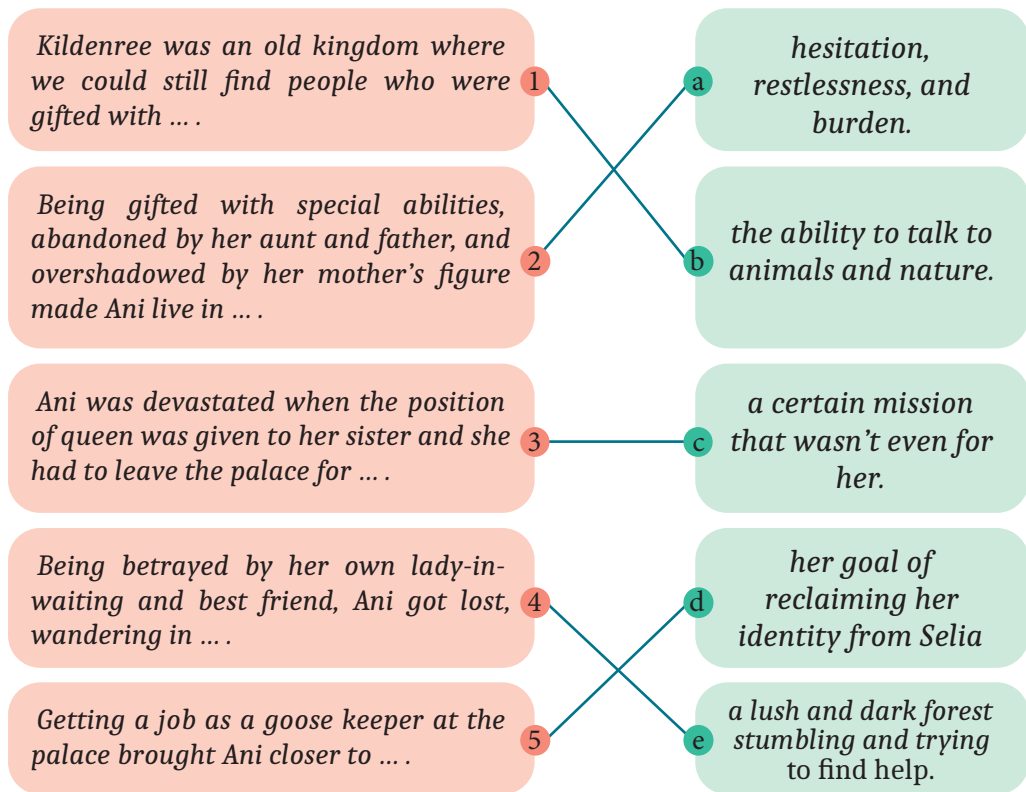 Kildenree was an old kingdom where
we could still find people who were
gifted with ... .
1
a
hesitation,
restlessness, and
burden.
Being gifted with special abilities,
abandoned by her aunt and father, and
overshadowed by her mother's figure
made Ani live in ... .
2
b
the ability to talk to
animals and nature.
Ani was devastated when the position
of queen was given to her sister and she
had to leave the palace for ... .
3
c
a certain mission
that wasn't even for
her.
Being betrayed by her own lady-in-
waiting and best friend, Ani got lost,
wandering in ... .
4
d
her goal of
reclaiming her
identity from Selia
Getting a job as a goose keeper at the
palace brought Ani closer to ... .
5
e
a lush and dark forest
stumbling and trying
to find help.